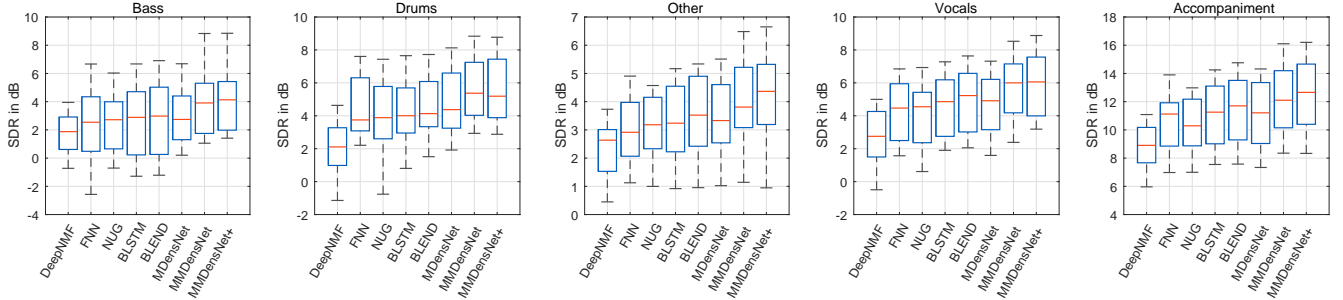 Bass
SDR in dB
10
8
6
4
2
0
-2
-4
DeepNMF
FNN
NUG
BLSTM
BLEND
MDensNet
MMDensNet
MMDensNet+
Drums
SDR in dB
10
8
6
4
2
0
-2
DeepNMF
FNN
NUG
BLSTM
BLEND
MDensNet
MMDensNet
MMDensNet+
Other
SDR in dB
7
6
5
4
3
2
1
0
DeepNMF
FNN
NUG
BLSTM
BLEND
MDensNet
MMDensNet
MMDensNet+
Vocals
SDR in dB
10
8
6
4
2
0
-2
DeepNMF
FNN
NUG
BLSTM
BLEND
MDensNet
MMDensNet
MMDensNet+
Accompaniment
SDR in dB
18
16
14
12
10
8
6
4
DeepNMF
FNN
NUG
BLSTM
BLEND
MDensNet
MMDensNet
MMDensNet+